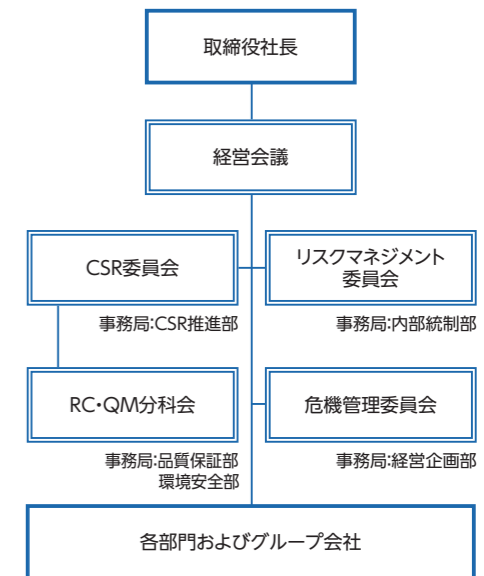 取締役社長
経営会議
CSR委員会
リスクマネジメント
委員会
事務局:CSR推進部
事務局:内部統制部
RC・QM分科会
危機管理委員会
事務局:品質保証部
環境安全部
事務局:経営企画部
各部門およびグループ会社